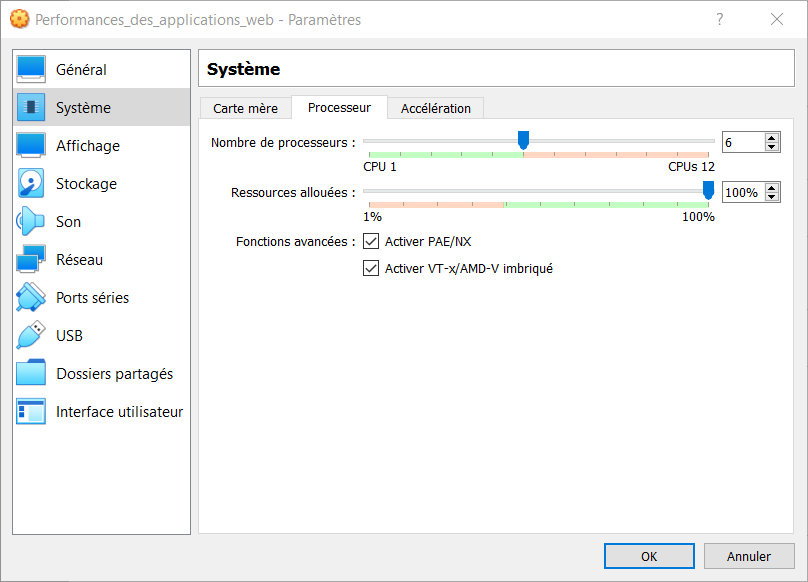 Performances_des_applications_web - Paramètres
?
Général
Système
Affichage
Stockage
Son
Réseau
Ports séries
USB
Dossiers partagés
Interface utilisateur
Système
Carte mère Processeur Accélération
Nombre de processeurs : 6
CPU 1 CPUs 12
Ressources allouées : 100%
1% 100%
Fonctions avancées : Activer PAE/NX
Activer VT-x/AMD-V imbriqué
OK Annuler